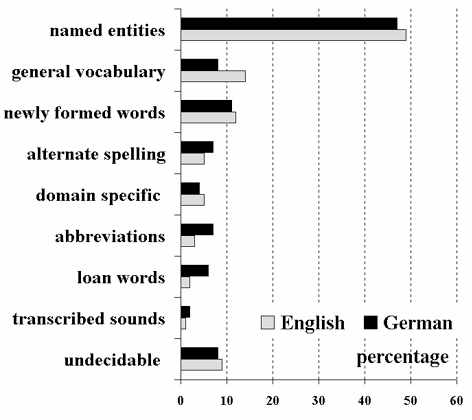 named entities
general vocabulary
newly formed words
alternate spelling
domain specific
abbreviations
loan words
transcribed sounds
undecidable
English German
percentage
0 10 20 30 40 50 60